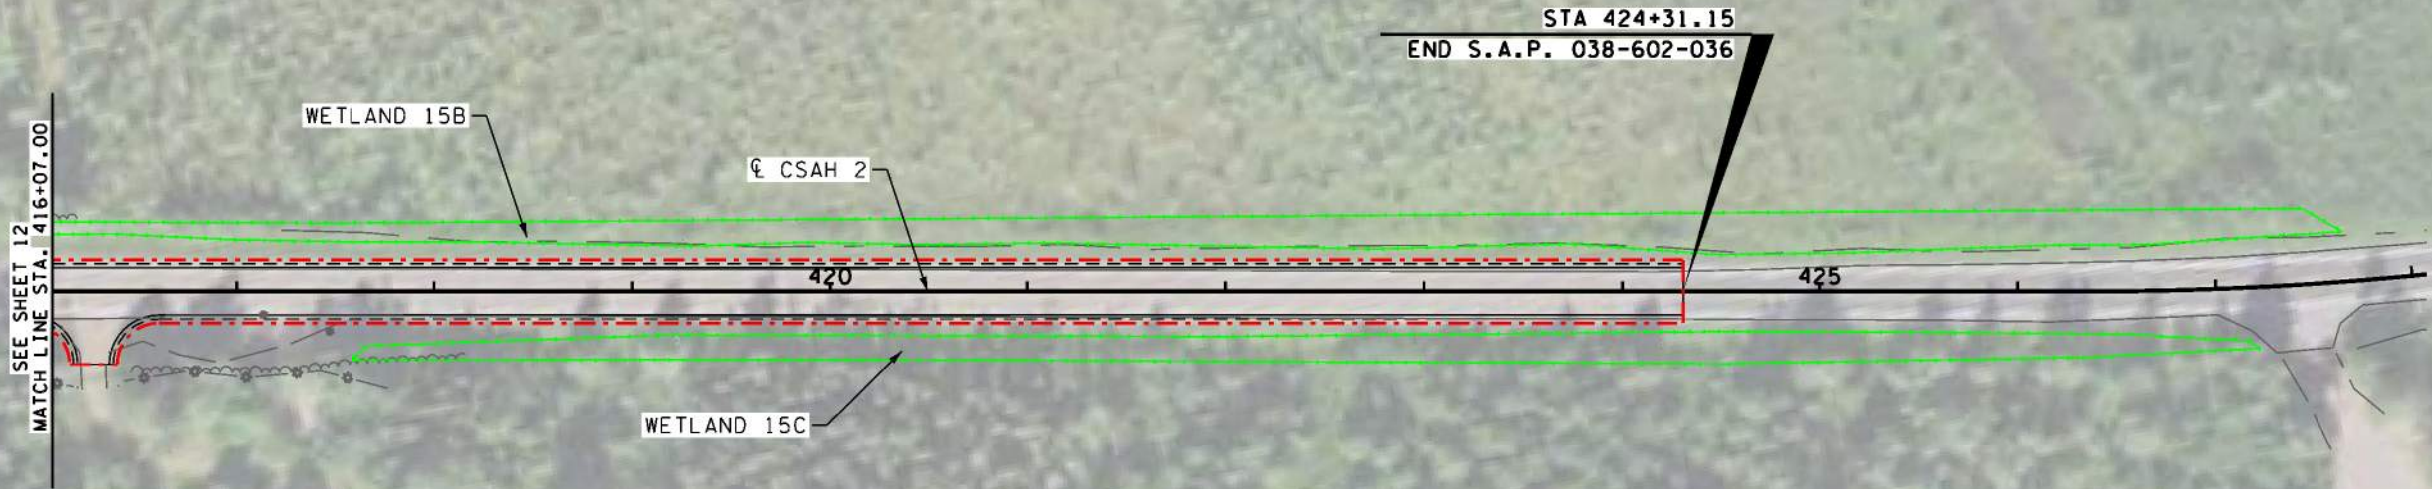 STA 424+31.15
END S.A.P. 038-602-036
WETLAND 15B
℄ CSAH 2
SEE SHEET 12
MATCH LINE STA. 416+07.00
420
425
WETLAND 15C